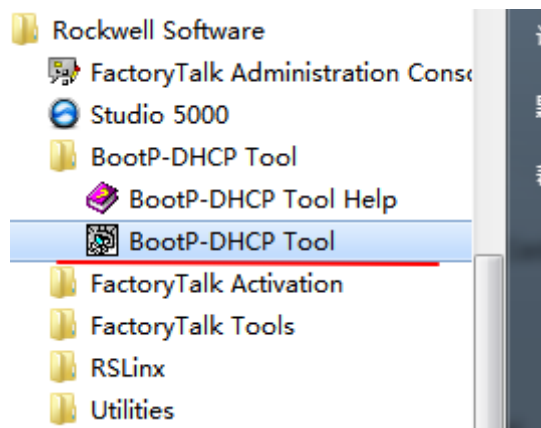 Rockwell Software
FactoryTalk Administration Conso
Studio 5000
BootP-DHCP Tool
BootP-DHCP Tool Help
BootP-DHCP Tool
FactoryTalk Activation
FactoryTalk Tools
RSLinx
Utilities